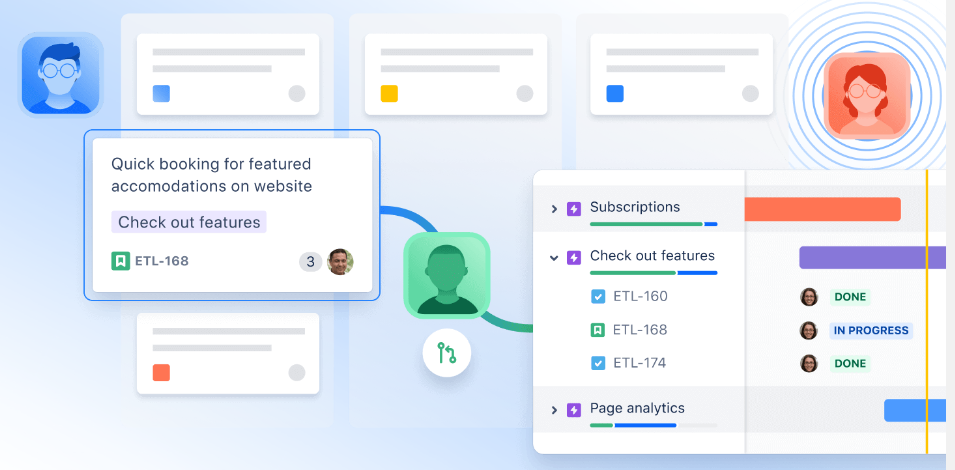 Quick booking for featured
accomodations on website
Check out features
ETL-168
3
Subscriptions
Check out features
ETL-160
DONE
ETL-168
IN PROGRESS
ETL-174
DONE
Page analytics